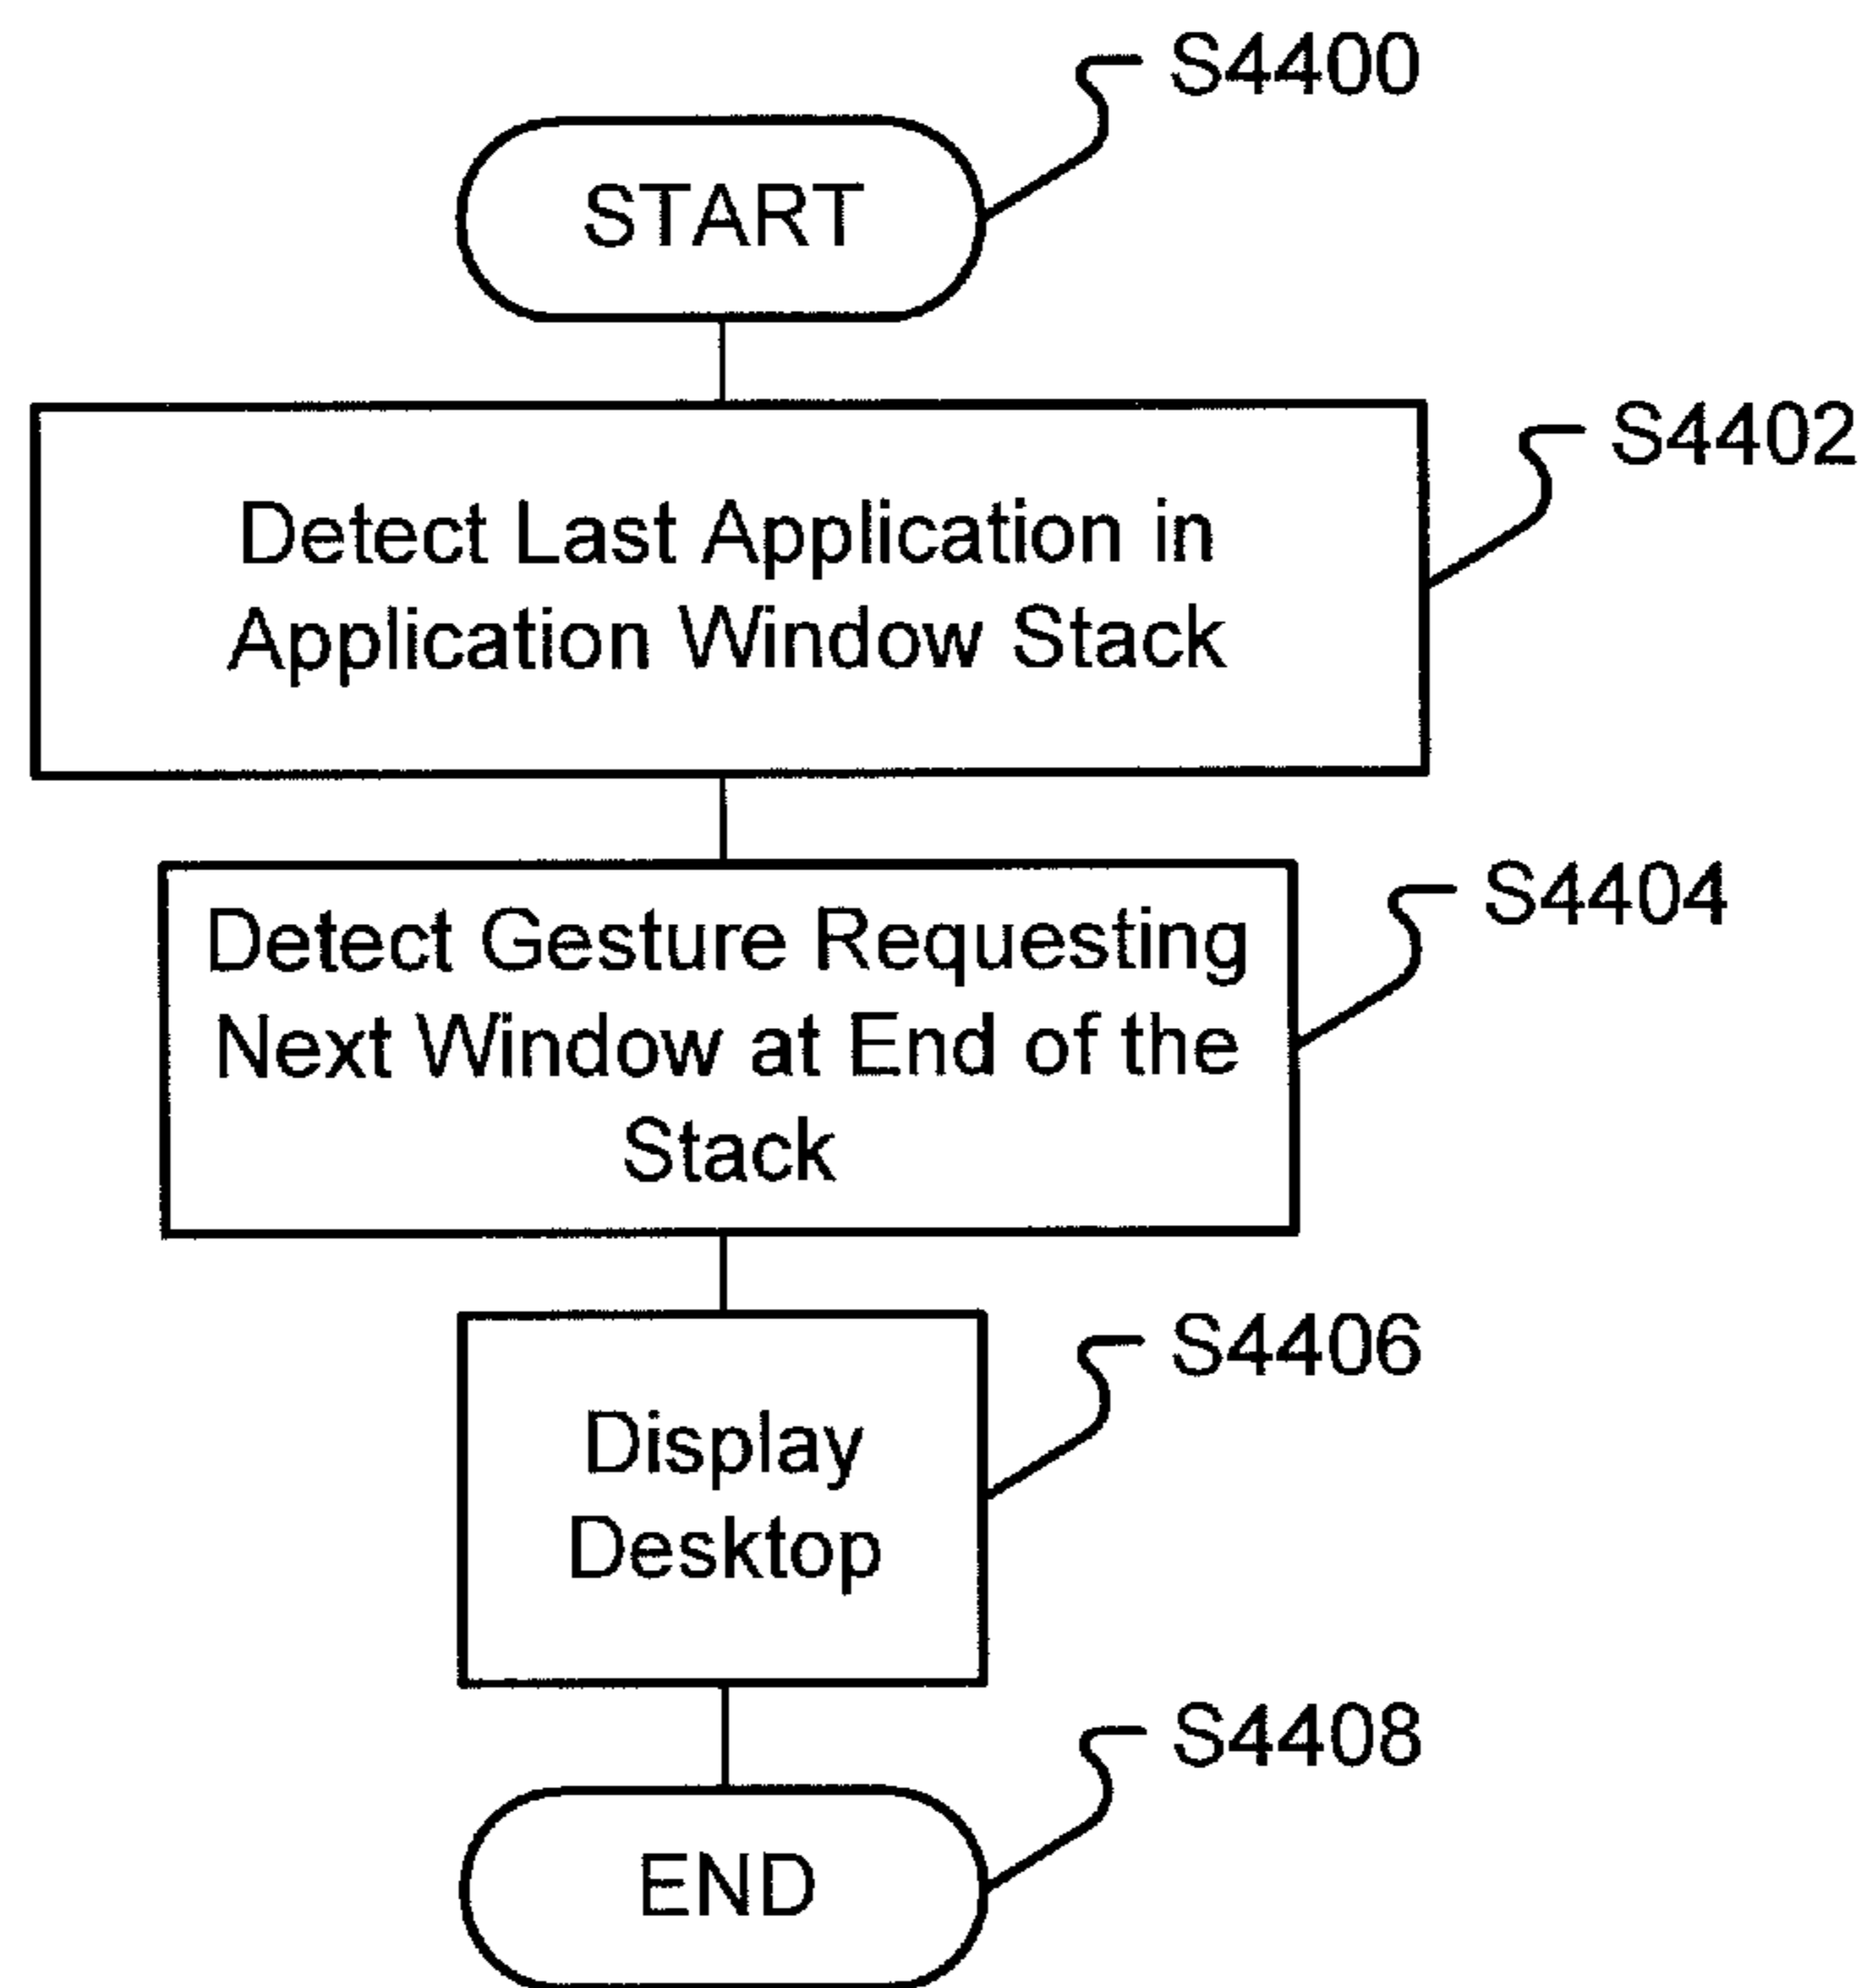 S4400
START
S4402
Detect Last Application in
Application Window Stack
S4404
Detect Gesture Requesting
Next Window at End of the
Stack
S4406
Display
Desktop
S4408
END